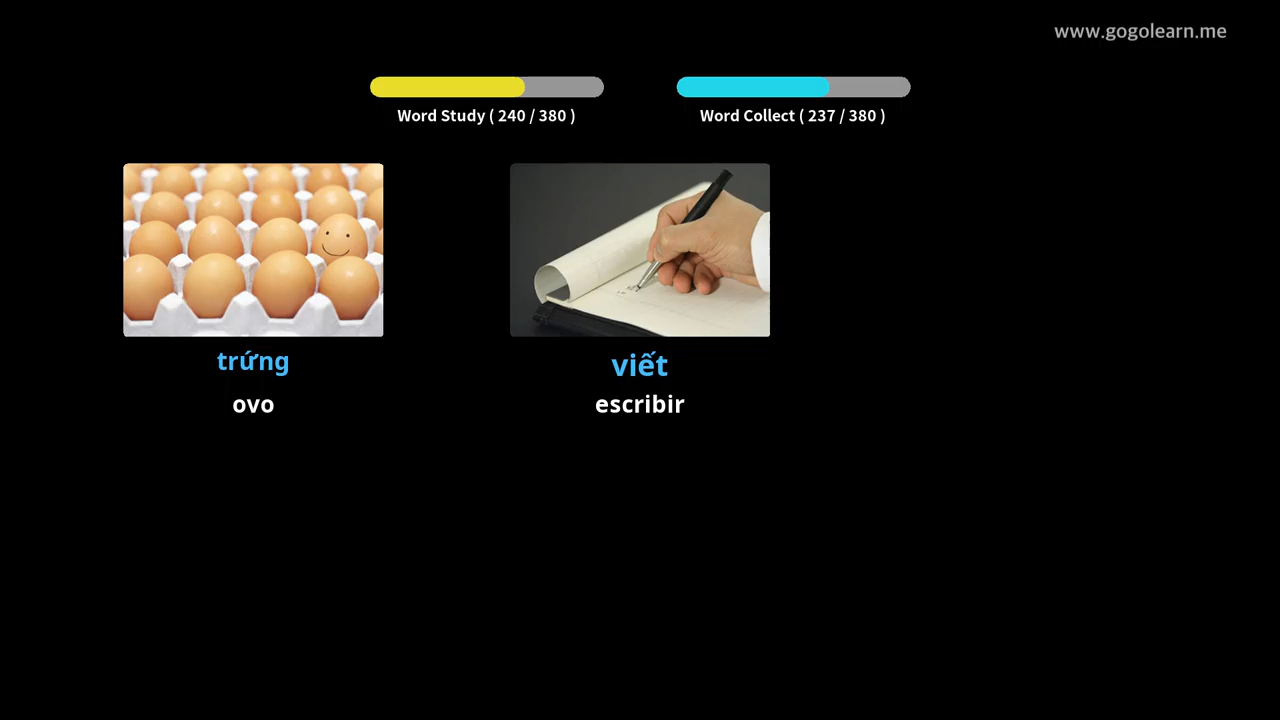 www.gogolearn.me
Word Study ( 240 / 380 )
Word Collect ( 237 / 380 )
trứng
ovo
viết
escribir